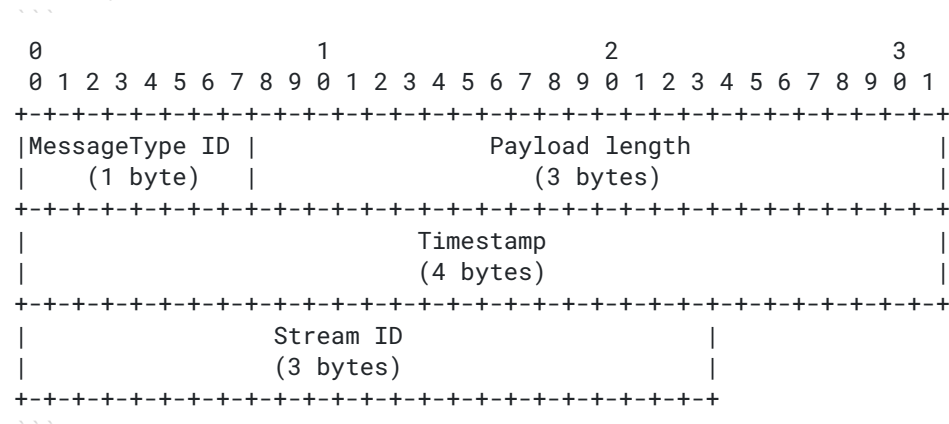 ```
 0                   1                   2                   3
 0 1 2 3 4 5 6 7 8 9 0 1 2 3 4 5 6 7 8 9 0 1 2 3 4 5 6 7 8 9 0 1
+-+-+-+-+-+-+-+-+-+-+-+-+-+-+-+-+-+-+-+-+-+-+-+-+-+-+-+-+-+-+-+-+
|MessageType ID |                Payload length                 |
|    (1 byte)   |                   (3 bytes)                   |
+-+-+-+-+-+-+-+-+-+-+-+-+-+-+-+-+-+-+-+-+-+-+-+-+-+-+-+-+-+-+-+-+
|                           Timestamp                           |
|                           (4 bytes)                           |
+-+-+-+-+-+-+-+-+-+-+-+-+-+-+-+-+-+-+-+-+-+-+-+-+-+-+-+-+-+-+-+-+
|                 Stream ID                     |
|                 (3 bytes)                     |
+-+-+-+-+-+-+-+-+-+-+-+-+-+-+-+-+-+-+-+-+-+-+-+-+
```